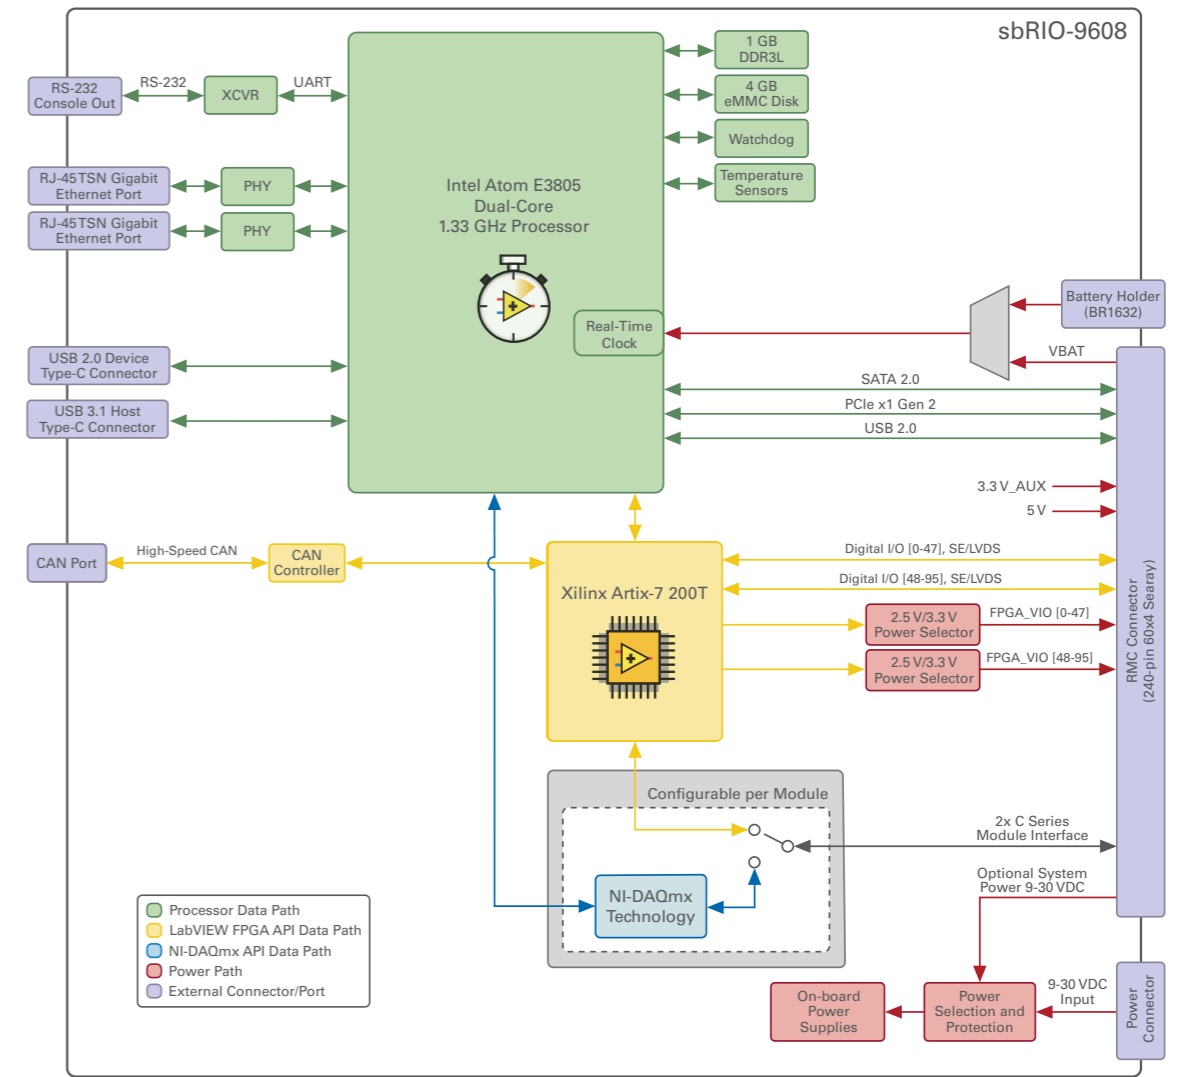 sbRIO-9608
1 GB
DDR3L
RS-232
Console Out
RS-232
XCVR
UART
4 GB
eMMC Disk
Watchdog
RJ-45 TSN Gigabit
Ethernet Port
PHY
Intel Atom E3805
Dual-Core
1.33 GHz Processor
Temperature
Sensors
RJ-45 TSN Gigabit
Ethernet Port
PHY
Battery Holder
(BR1632)
Real-Time
Clock
VBAT
USB 2.0 Device
Type-C Connector
SATA 2.0
PCIe x1 Gen 2
USB 3.1 Host
Type-C Connector
USB 2.0
3.3 V_AUX
5 V
CAN Port
High-Speed CAN
CAN
Controller
Xilinx Artix-7 200T
Digital I/O [0-47], SE/LVDS
Digital I/O [48-95], SE/LVDS
2.5 V/3.3 V
Power Selector
FPGA_VIO [0-47]
2.5 V/3.3 V
Power Selector
FPGA_VIO [48-95]
RMC Connector
(240-pin 60x4 Searay)
Configurable per Module
2x C Series
Module Interface
NI-DAQmx
Technology
Optional System
Power 9-30 VDC
Processor Data Path
LabVIEW FPGA API Data Path
NI-DAQmx API Data Path
Power Path
External Connector/Port
On-board
Power
Supplies
Power
Selection and
Protection
9-30 VDC
Input
Power
Connector